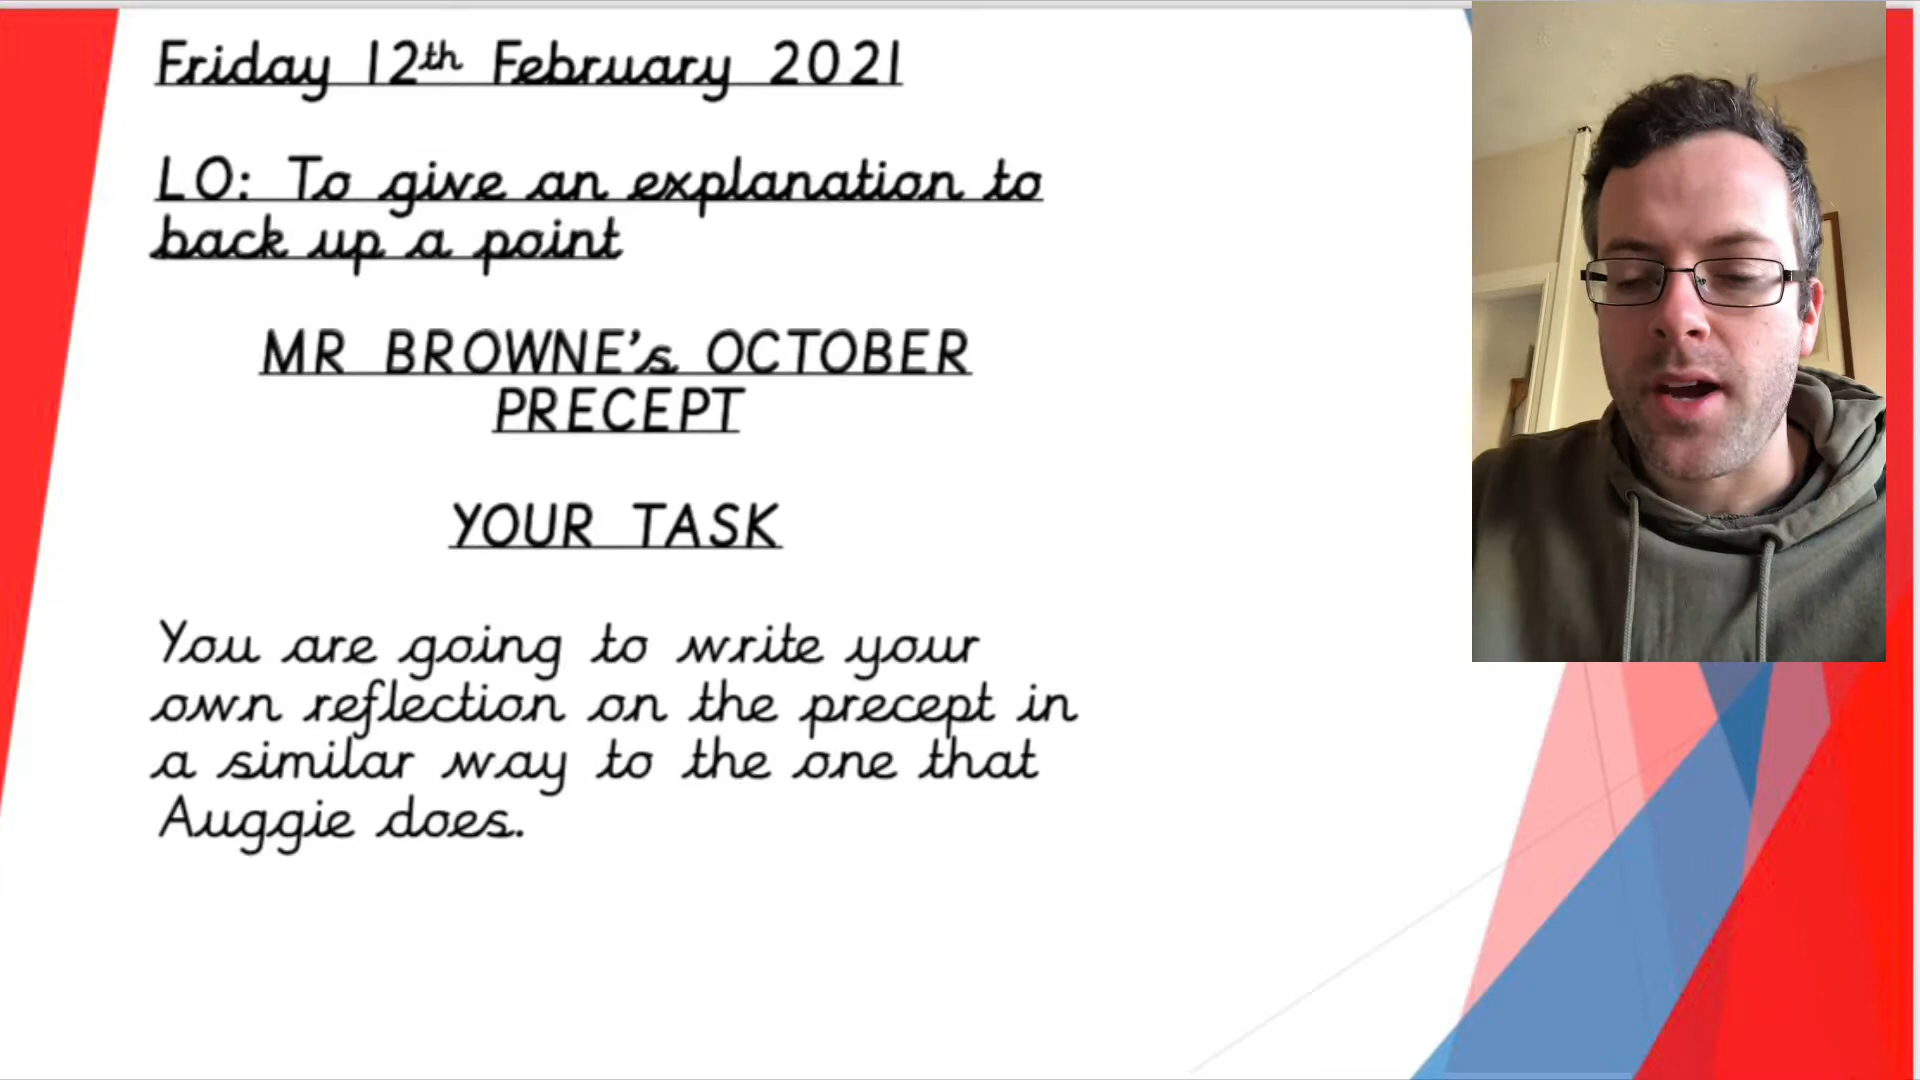 Friday 12th February 2021
LO: To give an explanation to
back up a point
MR BROWNE's OCTOBER
PRECEPT
YOUR TASK
You are going to write your
own reflection on the precept in
a similar way to the one that
Auggie does.